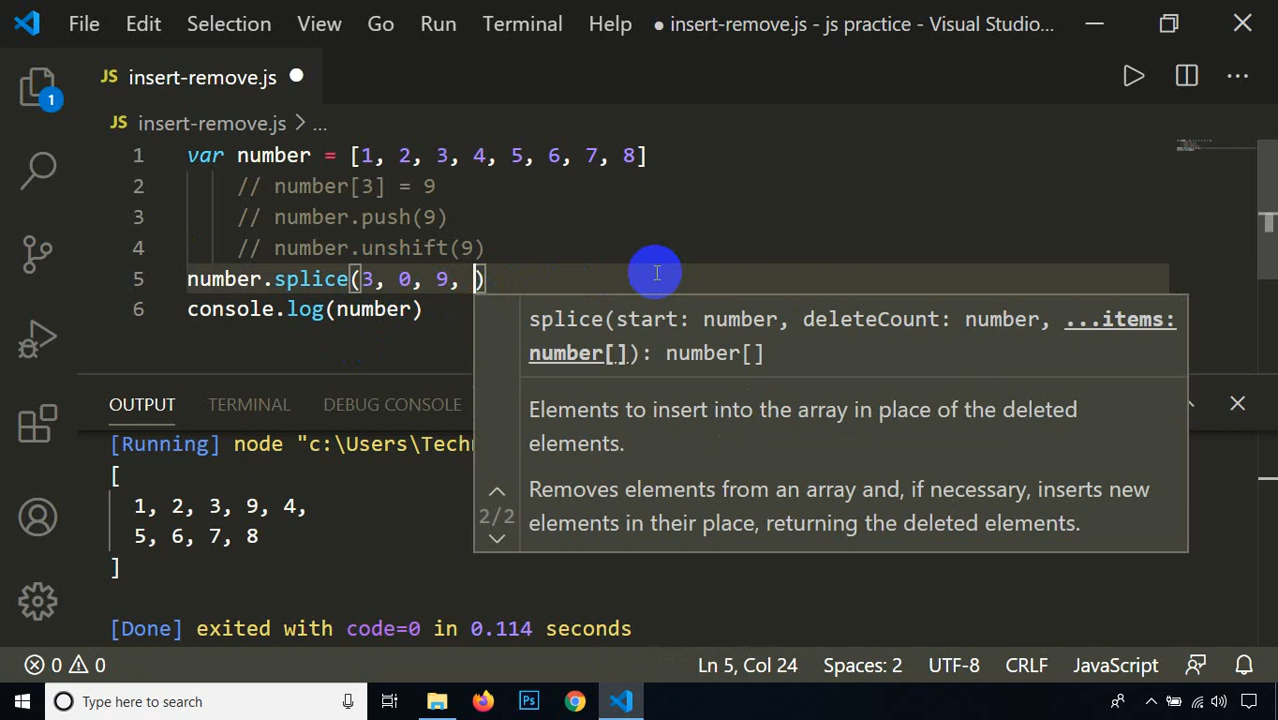 File Edit Selection View Go Run Terminal Help ● insert-remove.js - js practice - Visual Studio...
JS insert-remove.js
JS insert-remove.js > ...
1 var number = [1, 2, 3, 4, 5, 6, 7, 8]
2 // number[3] = 9
3 // number.push(9)
4 // number.unshift(9)
5 number.splice(3, 0, 9, )
6 console.log(number)
splice(start: number, deleteCount: number, ...items:
number[]): number[]
Elements to insert into the array in place of the deleted
elements.
Removes elements from an array and, if necessary, inserts new
elements in their place, returning the deleted elements.
2/2
1
OUTPUT TERMINAL DEBUG CONSOLE
[Running] node "c:\Users\Techn
[
1, 2, 3, 9, 4,
5, 6, 7, 8
]
[Done] exited with code=0 in 0.114 seconds
0 0 Ln 5, Col 24 Spaces: 2 UTF-8 CRLF JavaScript
Type here to search Ps